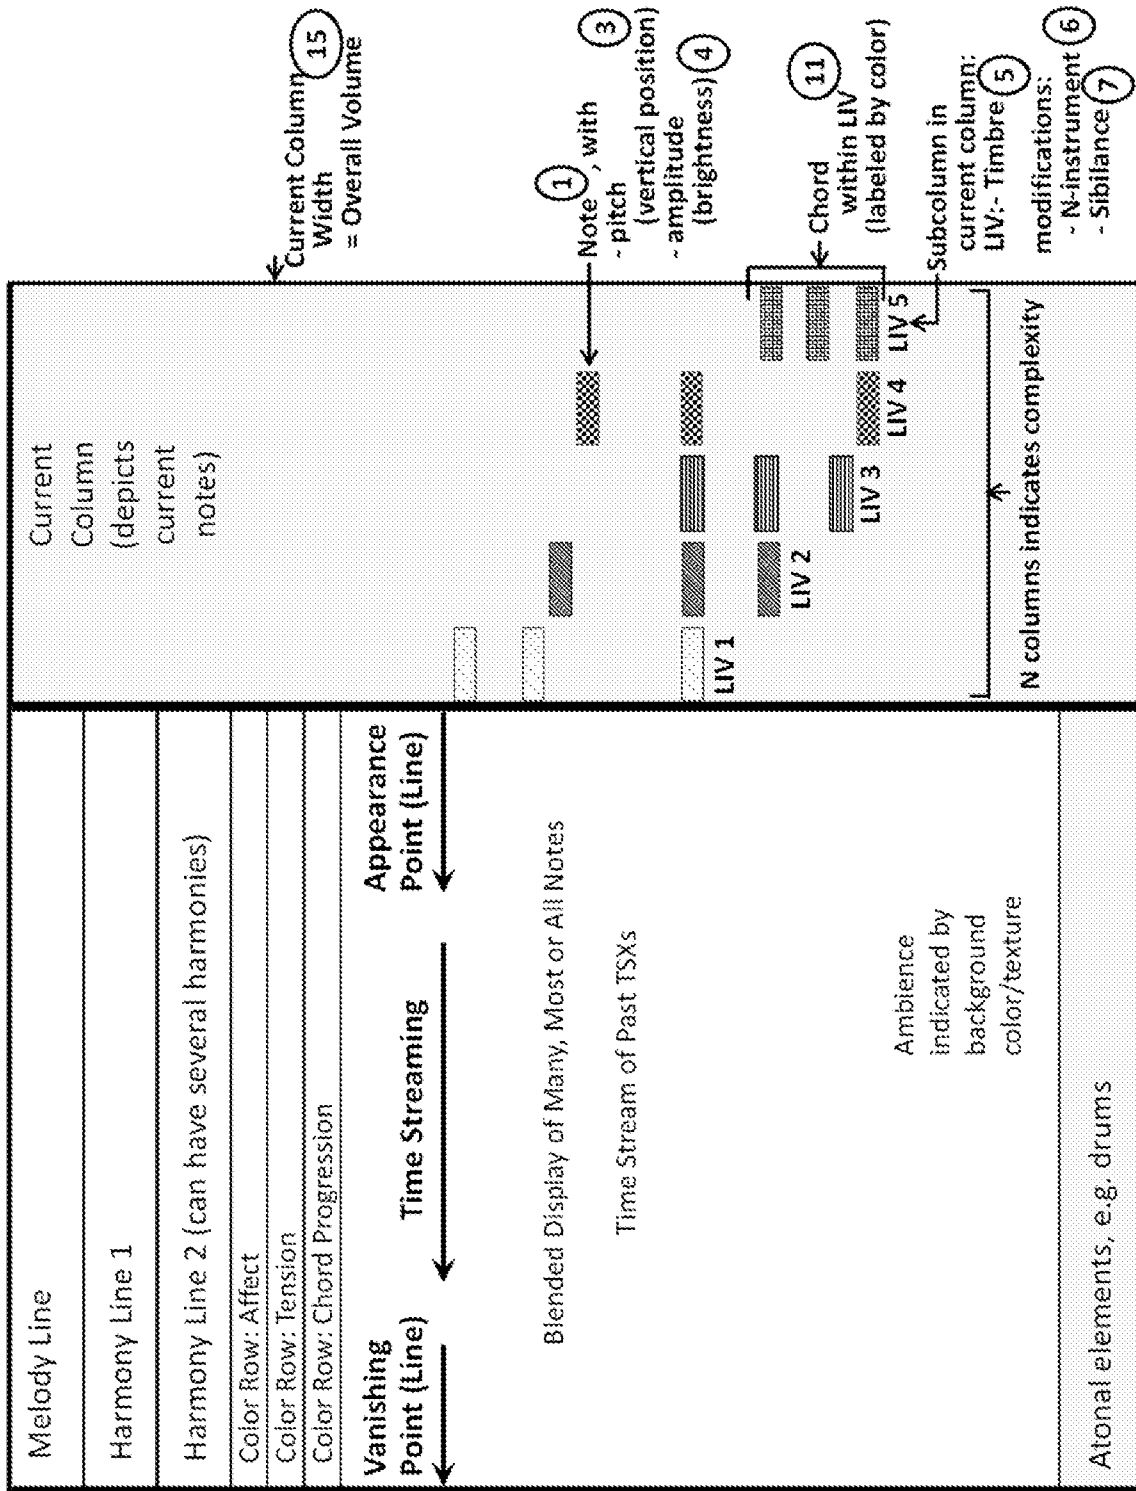 Melody Line
Harmony Line 1
Harmony Line 2 (can have several harmonies)
Color Row: Affect
Color Row: Tension
Color Row: Chord Progression
Vanishing
Point (Line)
Time Streaming
Appearance
Point (Line)
Blended Display of Many, Most or All Notes
Time Stream of Past TSXs
Ambience
indicated by
background
color/texture
Atonal elements, e.g. drums
Current
Column
(depicts
current
notes)
LIV 1
LIV 2
LIV 3
LIV 4
LIV 5
N columns indicates complexity
Current Column
Width 15
= Overall Volume
Note 1, with
- pitch 3
(vertical position)
- amplitude
(brightness) 4
Chord 11
within LIV
(labeled by color)
Subcolumn in
current column:
LIV:- Timbre 5
modifications:
- N-instrument 6
- Sibilance 7